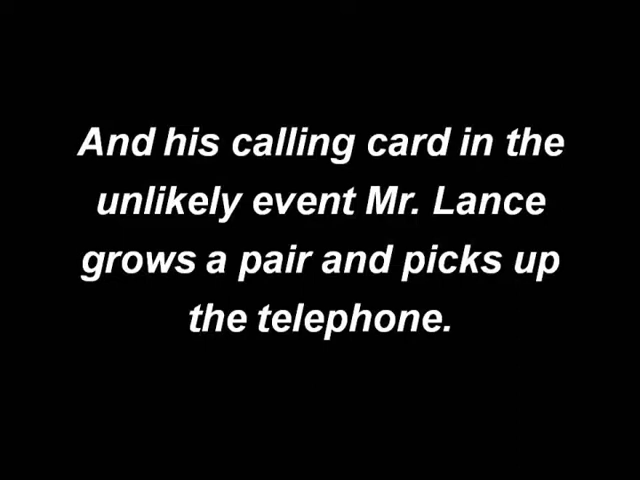 And his calling card in the
unlikely event Mr. Lance
grows a pair and picks up
the telephone.